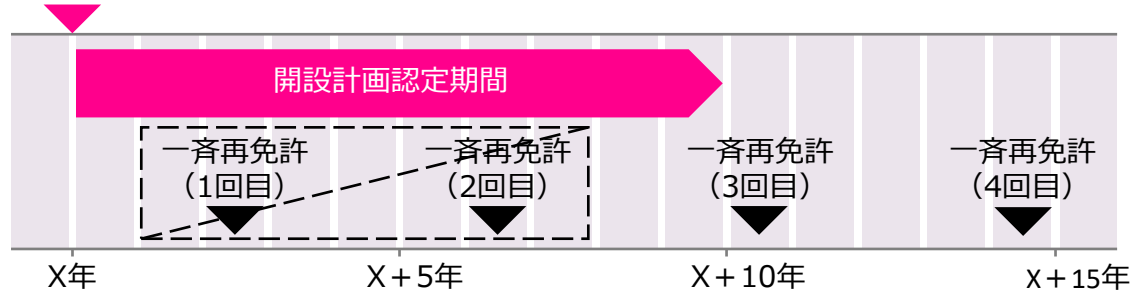 開設計画認定期間
一斉再免許
（1回目）
一斉再免許
（2回目）
一斉再免許
（3回目）
一斉再免許
（4回目）
X年
X＋5年
X＋10年
X＋15年